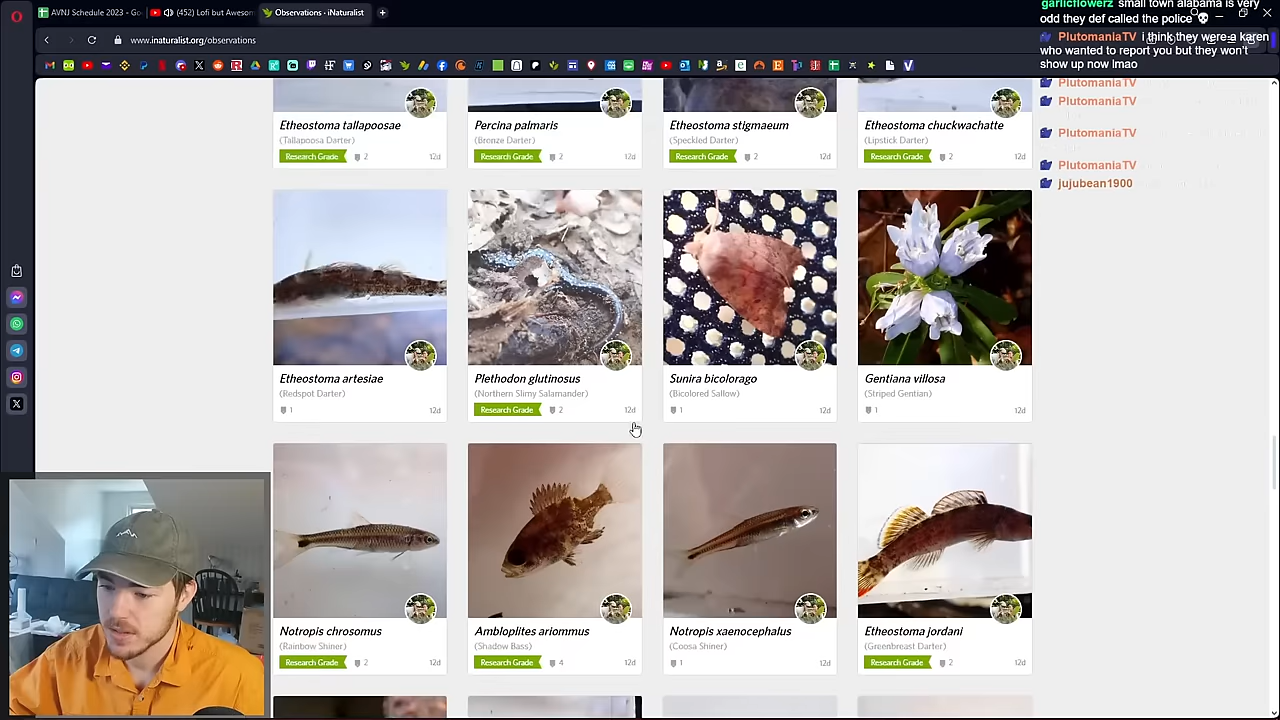 AVNJ Schedule 2023 - Go
(452) Lofi but Aweson
Observations · iNaturalist
www.inaturalist.org/observations
garlicflowerz small town alabama is very
odd they def called the police
PlutomaniaTV i think they were a karen
who wanted to report you but they won't
show up now lmao
PlutomaniaTV
PlutomaniaTV
PlutomaniaTV
PlutomaniaTV
jujubean1900
Etheostoma tallapoosae
(Tallapoosa Darter)
Research Grade 2 12d
Percina palmaris
(Bronze Darter)
Research Grade 2 12d
Etheostoma stigmaeum
(Speckled Darter)
Research Grade 2 12d
Etheostoma chuckwachatte
(Lipstick Darter)
Research Grade 2 12d
Etheostoma artesiae
(Redspot Darter)
1 12d
Plethodon glutinosus
(Northern Slimy Salamander)
Research Grade 2 12d
Sunira bicolorago
(Bicolored Sallow)
1 12d
Gentiana villosa
(Striped Gentian)
1 12d
Notropis chrosomus
(Rainbow Shiner)
Research Grade 2 12d
Ambloplites ariommus
(Shadow Bass)
Research Grade 4 12d
Notropis xaenocephalus
(Coosa Shiner)
1 12d
Etheostoma jordani
(Greenbreast Darter)
Research Grade 2 12d